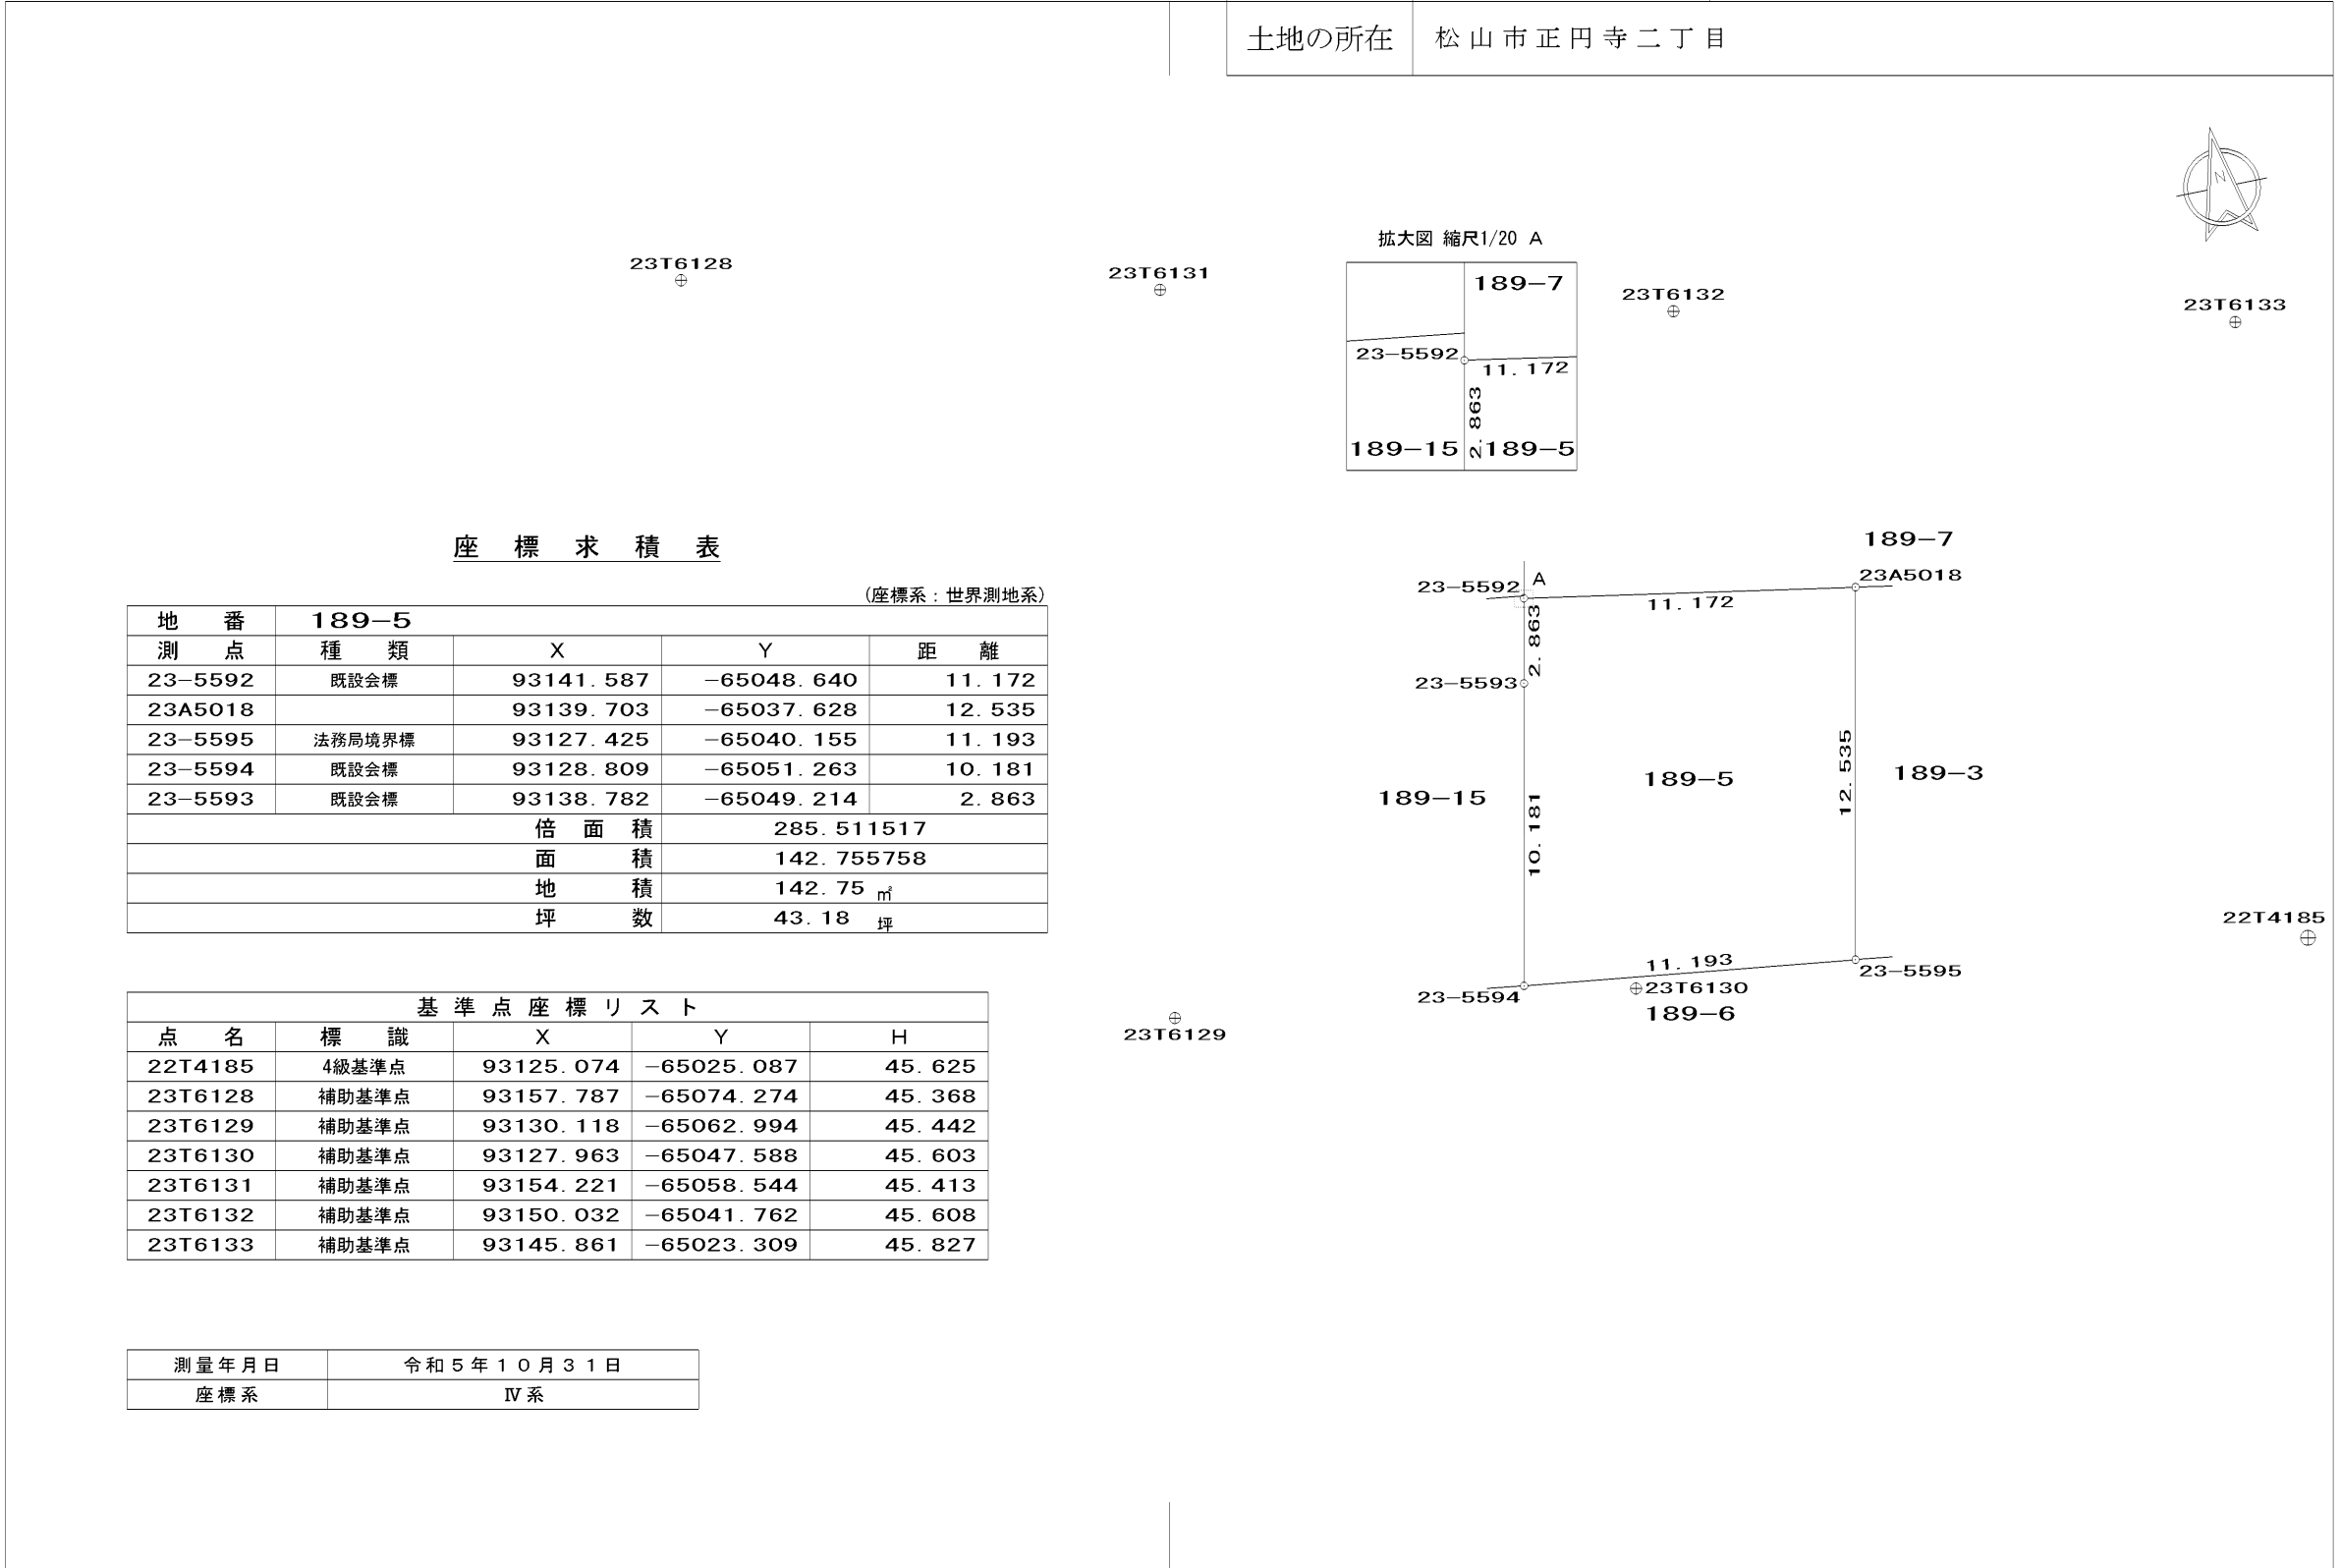 土地の所在 松山市正円寺二丁目
N
拡大図 縮尺1/20 A
23T6128
23T6131
189-7
23T6132
23T6133
23-5592
11.172
2.863
189-15
189-5
座標求積表
(座標系：世界測地系)
地番 189-5
測点 種類 X Y 距離
23-5592 既設会標 93141.587 -65048.640 11.172
23A5018 93139.703 -65037.628 12.535
23-5595 法務局境界標 93127.425 -65040.155 11.193
23-5594 既設会標 93128.809 -65051.263 10.181
23-5593 既設会標 93138.782 -65049.214 2.863
倍面積 285.511517
面積 142.755758
地積 142.75 ㎡
坪数 43.18 坪
189-7
23-5592
A
23A5018
11.172
2.863
23-5593
12.535
189-5
189-3
189-15
10.181
22T4185
11.193
23-5595
23-5594
23T6130
189-6
23T6129
基準点座標リスト
点名 標識 X Y H
22T4185 4級基準点 93125.074 -65025.087 45.625
23T6128 補助基準点 93157.787 -65074.274 45.368
23T6129 補助基準点 93130.118 -65062.994 45.442
23T6130 補助基準点 93127.963 -65047.588 45.603
23T6131 補助基準点 93154.221 -65058.544 45.413
23T6132 補助基準点 93150.032 -65041.762 45.608
23T6133 補助基準点 93145.861 -65023.309 45.827
測量年月日 令和５年１０月３１日
座標系 Ⅳ系